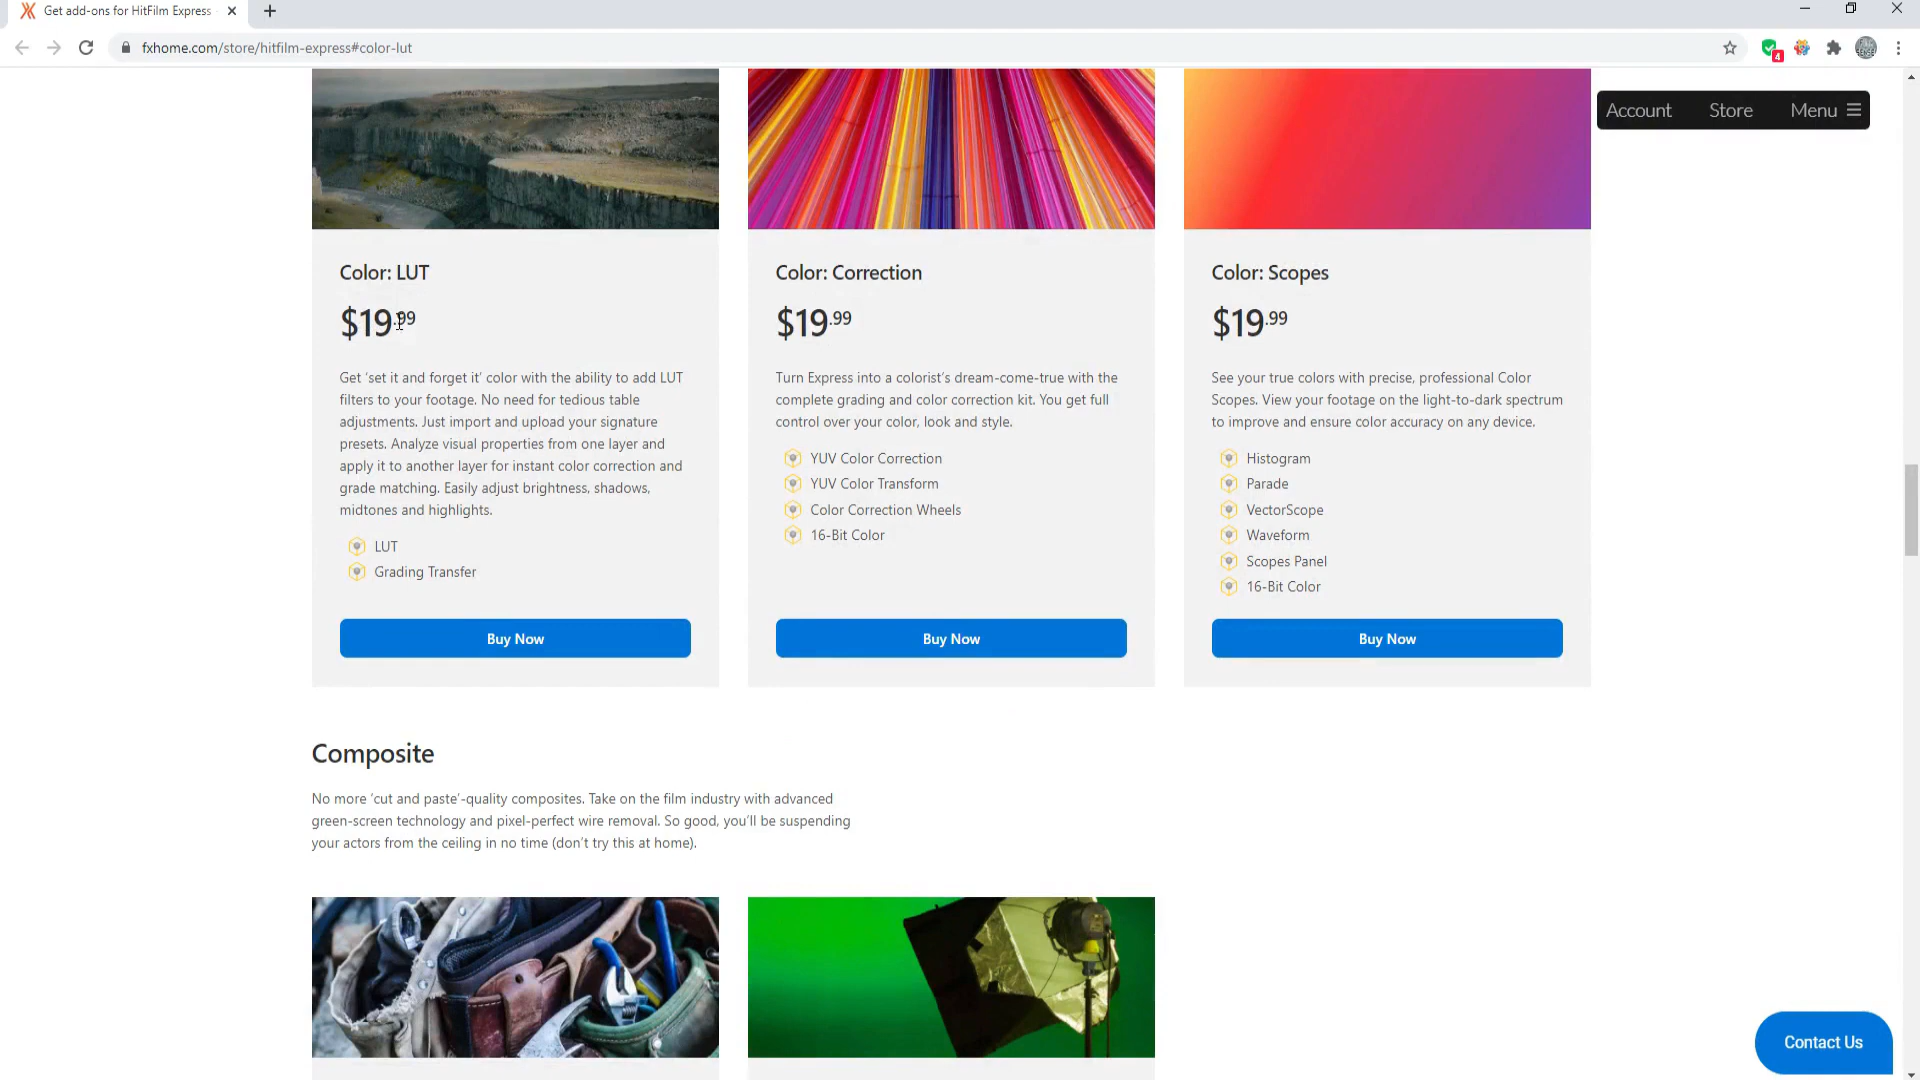 Get add-ons for HitFilm Express
fxhome.com/store/hitfilm-express#color-lut
4
Account Store Menu
Color: LUT
$19.99
Get ‘set it and forget it’ color with the ability to add LUT
filters to your footage. No need for tedious table
adjustments. Just import and upload your signature
presets. Analyze visual properties from one layer and
apply it to another layer for instant color correction and
grade matching. Easily adjust brightness, shadows,
midtones and highlights.
LUT
Grading Transfer
Buy Now
Color: Correction
$19.99
Turn Express into a colorist’s dream-come-true with the
complete grading and color correction kit. You get full
control over your color, look and style.
YUV Color Correction
YUV Color Transform
Color Correction Wheels
16-Bit Color
Buy Now
Color: Scopes
$19.99
See your true colors with precise, professional Color
Scopes. View your footage on the light-to-dark spectrum
to improve and ensure color accuracy on any device.
Histogram
Parade
VectorScope
Waveform
Scopes Panel
16-Bit Color
Buy Now
Composite
No more ‘cut and paste’-quality composites. Take on the film industry with advanced
green-screen technology and pixel-perfect wire removal. So good, you’ll be suspending
your actors from the ceiling in no time (don’t try this at home).
Contact Us